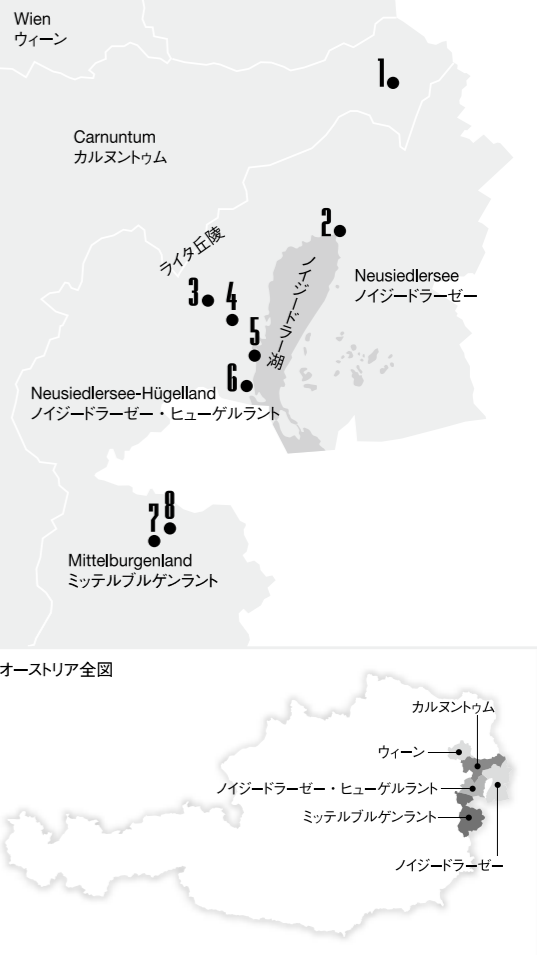 Wien
ウィーン
1
Carnuntum
カルヌントゥム
2
ライタ丘陵
ノイジードラー湖
Neusiedlersee
ノイジードラーゼー
3
4
5
6
Neusiedlersee-Hügelland
ノイジードラーゼー・ヒューゲルラント
7
8
Mittelburgenland
ミッテルブルゲンラント
オーストリア全図
カルヌントゥム
ウィーン
ノイジードラーゼー・ヒューゲルラント
ミッテルブルゲンラント
ノイジードラーゼー